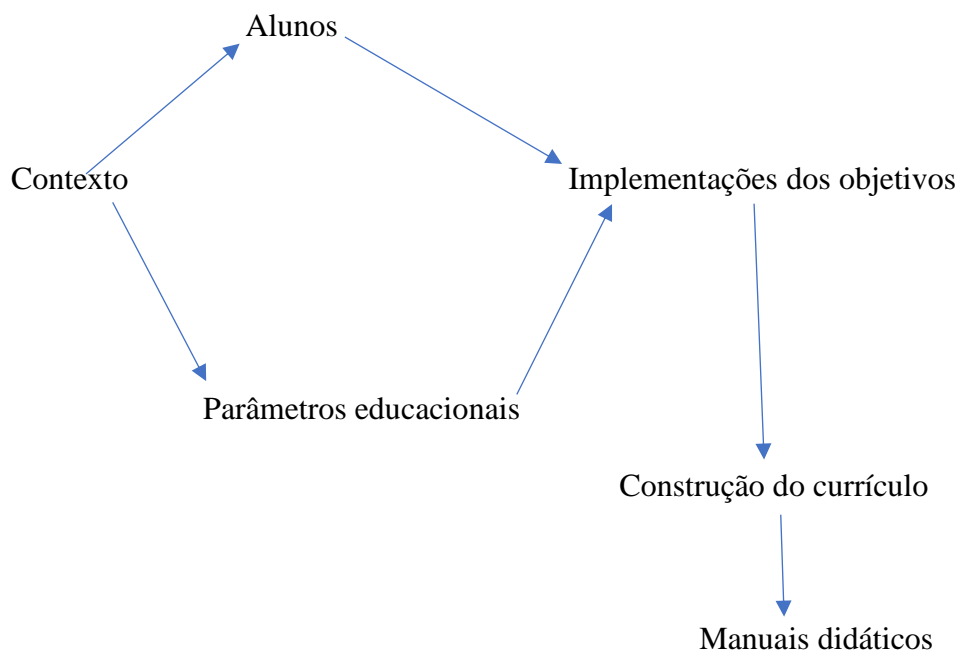 Alunos
Contexto
Implementações dos objetivos
Parâmetros educacionais
Construção do currículo
Manuais didáticos